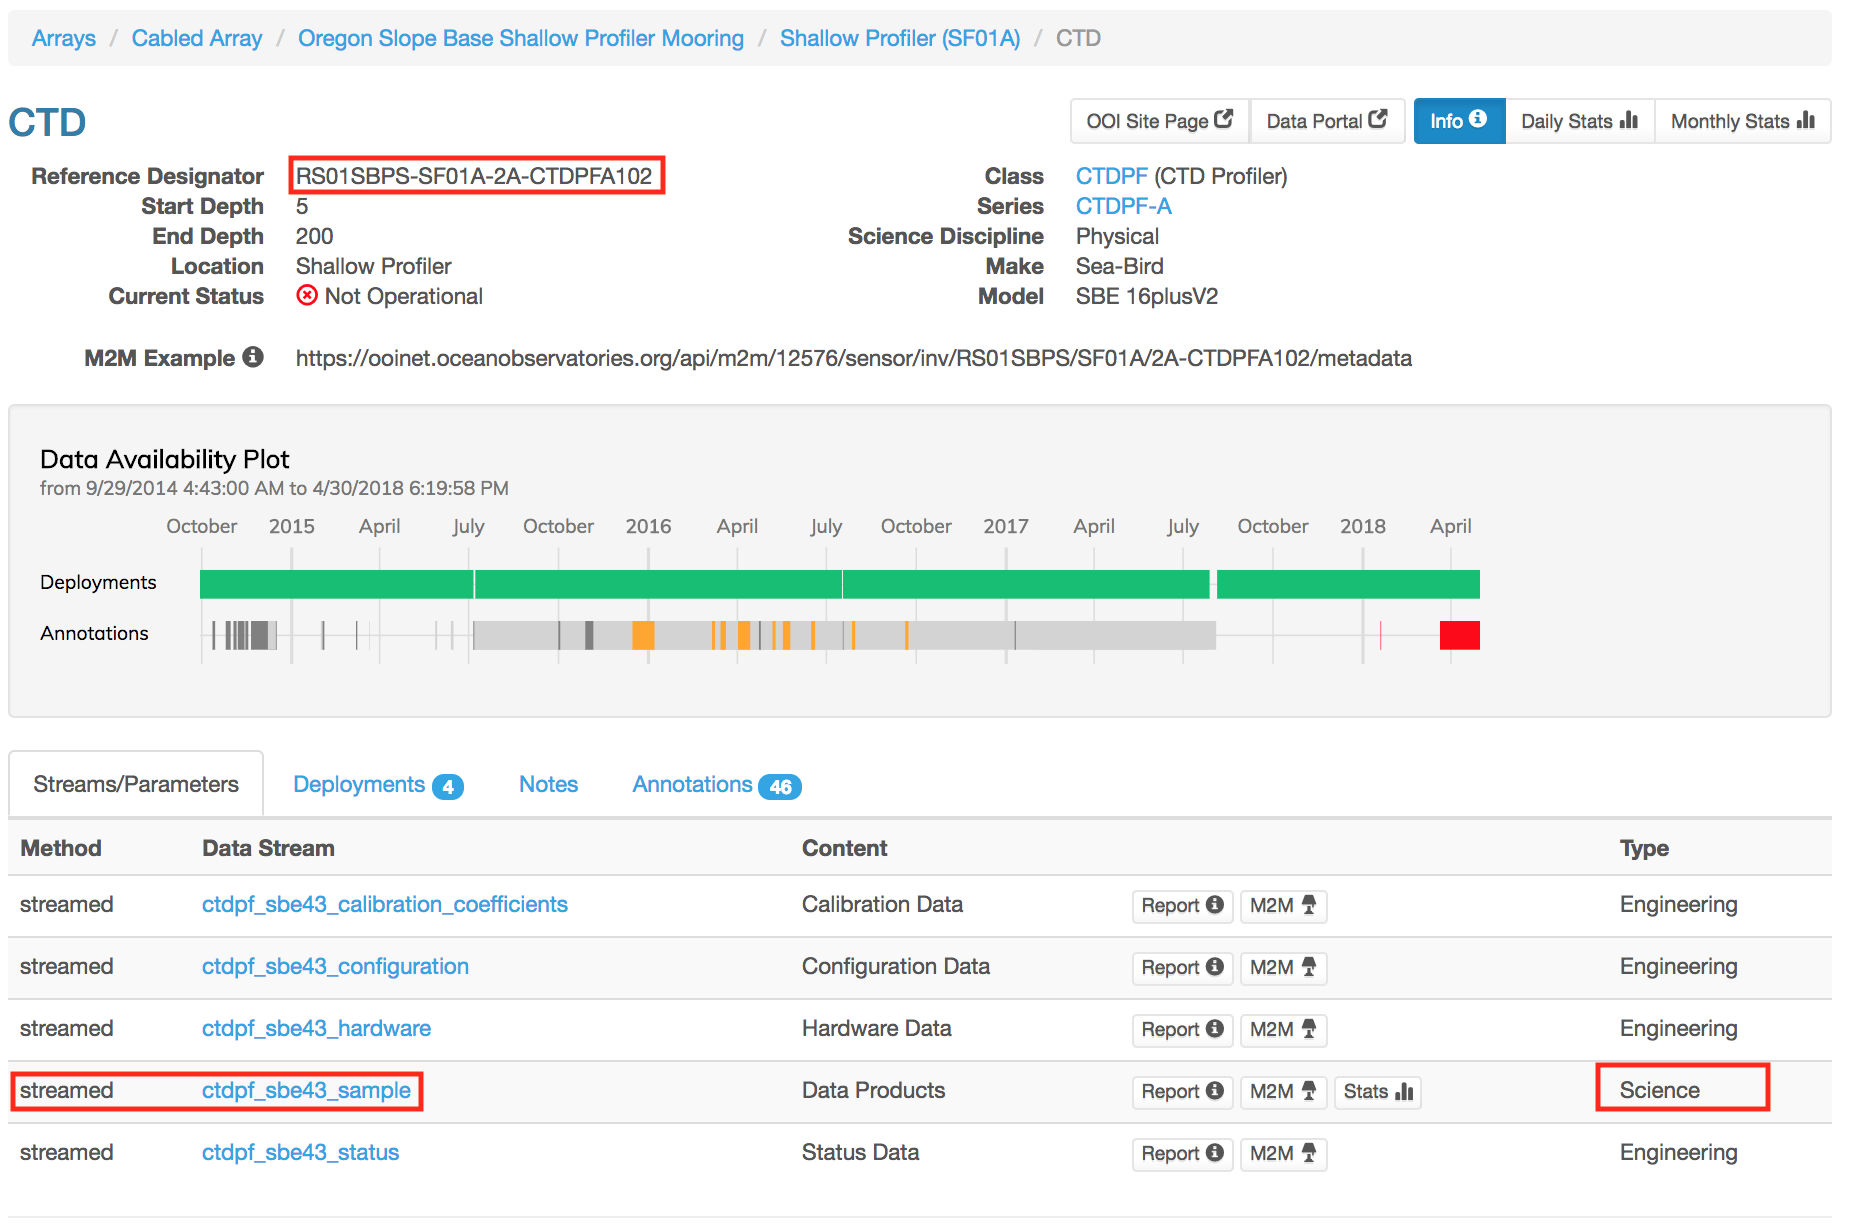 Arrays / Cabled Array / Oregon Slope Base Shallow Profiler Mooring / Shallow Profiler (SF01A) / CTD
CTD
OOI Site Page Data Portal Info Daily Stats Monthly Stats
Reference Designator RS01SBPS-SF01A-2A-CTDPFA102
Start Depth 5
End Depth 200
Location Shallow Profiler
Current Status Not Operational
Class CTDPF (CTD Profiler)
Series CTDPF-A
Science Discipline Physical
Make Sea-Bird
Model SBE 16plusV2
M2M Example https://ooinet.oceanobservatories.org/api/m2m/12576/sensor/inv/RS01SBPS/SF01A/2A-CTDPFA102/metadata
Data Availability Plot
from 9/29/2014 4:43:00 AM to 4/30/2018 6:19:58 PM
October 2015 April July October 2016 April July October 2017 April July October 2018 April
Deployments
Annotations
Streams/Parameters Deployments 4 Notes Annotations 46
Method Data Stream Content Type
streamed ctdpf_sbe43_calibration_coefficients Calibration Data Report M2M Engineering
streamed ctdpf_sbe43_configuration Configuration Data Report M2M Engineering
streamed ctdpf_sbe43_hardware Hardware Data Report M2M Engineering
streamed ctdpf_sbe43_sample Data Products Report M2M Stats Science
streamed ctdpf_sbe43_status Status Data Report M2M Engineering